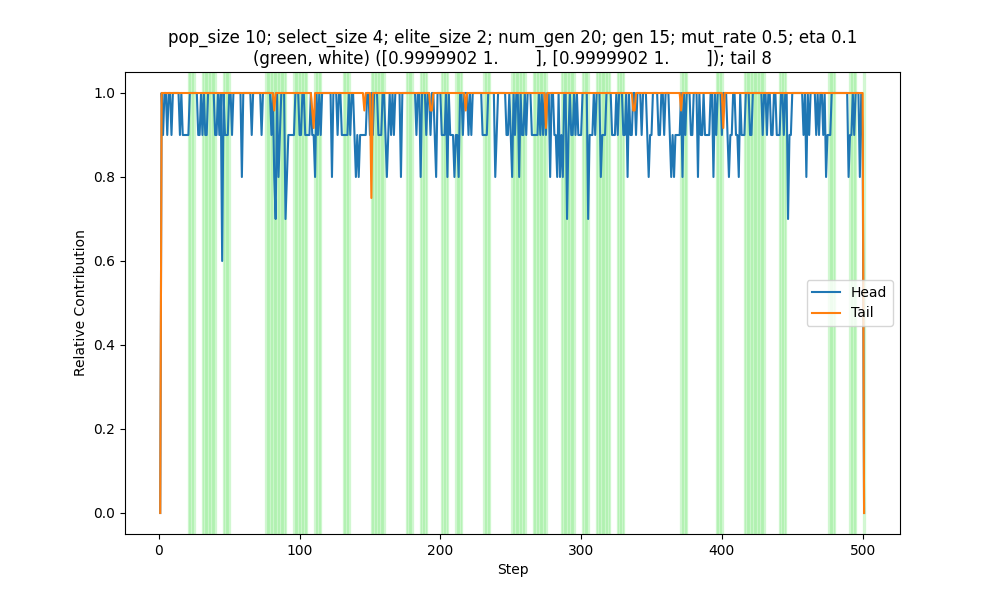 pop_size 10; select_size 4; elite_size 2; num_gen 20; gen 15; mut_rate 0.5; eta 0.1
(green, white) ([0.9999902 1.        ], [0.9999902 1.        ]); tail 8
1.0
0.8
0.6
0.4
0.2
0.0
Relative Contribution
Head
Tail
0
100
200
300
400
500
Step